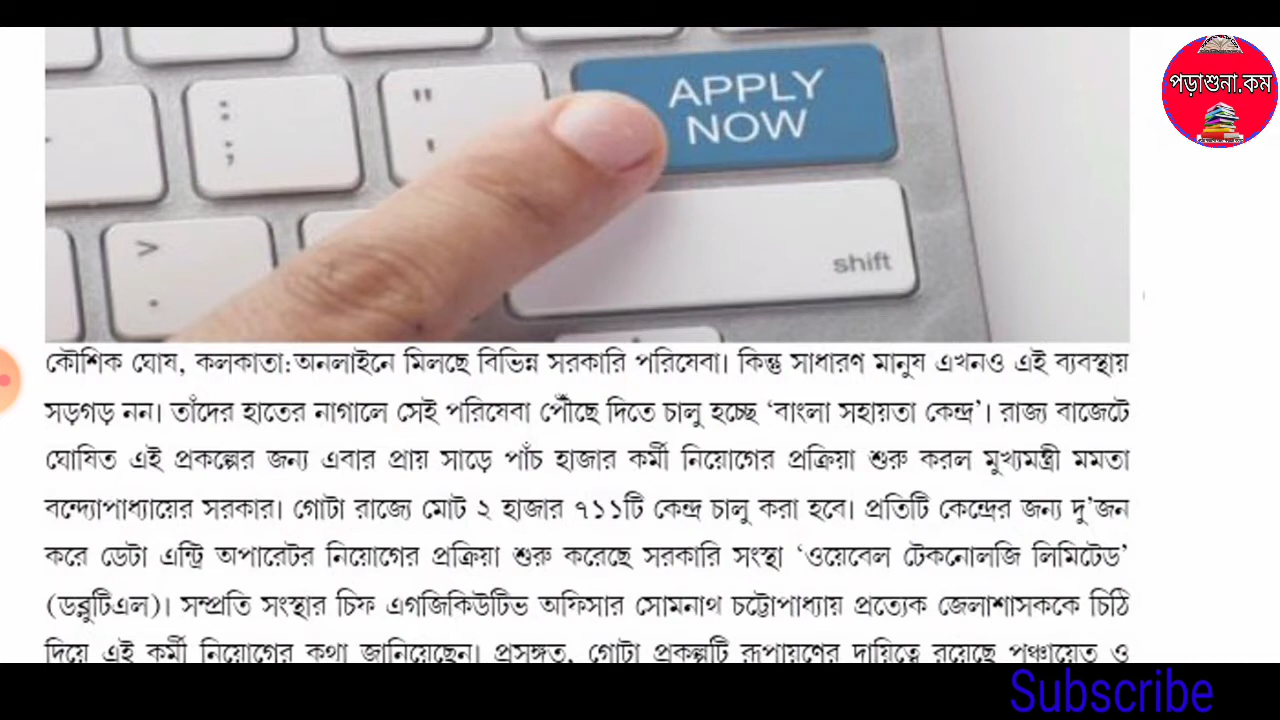 APPLY
NOW
shift
পড়াশুনা.কম
কৌশিক ঘোষ, কলকাতা:অনলাইনে মিলছে বিভিন্ন সরকারি পরিষেবা। কিন্তু সাধারণ মানুষ এখনও এই ব্যবস্থায়
সড়গড় নন। তাঁদের হাতের নাগালে সেই পরিষেবা পৌঁছে দিতে চালু হচ্ছে ‘বাংলা সহায়তা কেন্দ্র’। রাজ্য বাজেটে
ঘোষিত এই প্রকল্পের জন্য এবার প্রায় সাড়ে পাঁচ হাজার কর্মী নিয়োগের প্রক্রিয়া শুরু করল মুখ্যমন্ত্রী মমতা
বন্দ্যোপাধ্যায়ের সরকার। গোটা রাজ্যে মোট ২ হাজার ৭১১টি কেন্দ্র চালু করা হবে। প্রতিটি কেন্দ্রের জন্য দু’জন
করে ডেটা এন্ট্রি অপারেটর নিয়োগের প্রক্রিয়া শুরু করেছে সরকারি সংস্থা ‘ওয়েবেল টেকনোলজি লিমিটেড’
(ডব্লুটিএল)। সম্প্রতি সংস্থার চিফ এগজিকিউটিভ অফিসার সোমনাথ চট্টোপাধ্যায় প্রত্যেক জেলাশাসককে চিঠি
দিয়ে এই কর্মী নিয়োগের কথা জানিয়েছেন। প্রসঙ্গত, গোটা প্রকল্পটি রূপায়ণের দায়িত্বে রয়েছে পঞ্চায়েত ও
Subscribe